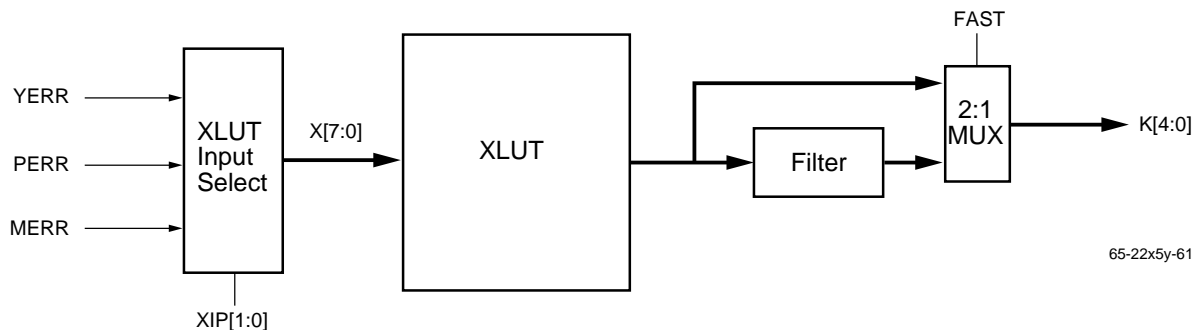 FAST
YERR
PERR
MERR
XLUT
Input
Select
XIP[1:0]
X[7:0]
XLUT
Filter
2:1
MUX
K[4:0]
65-22x5y-61